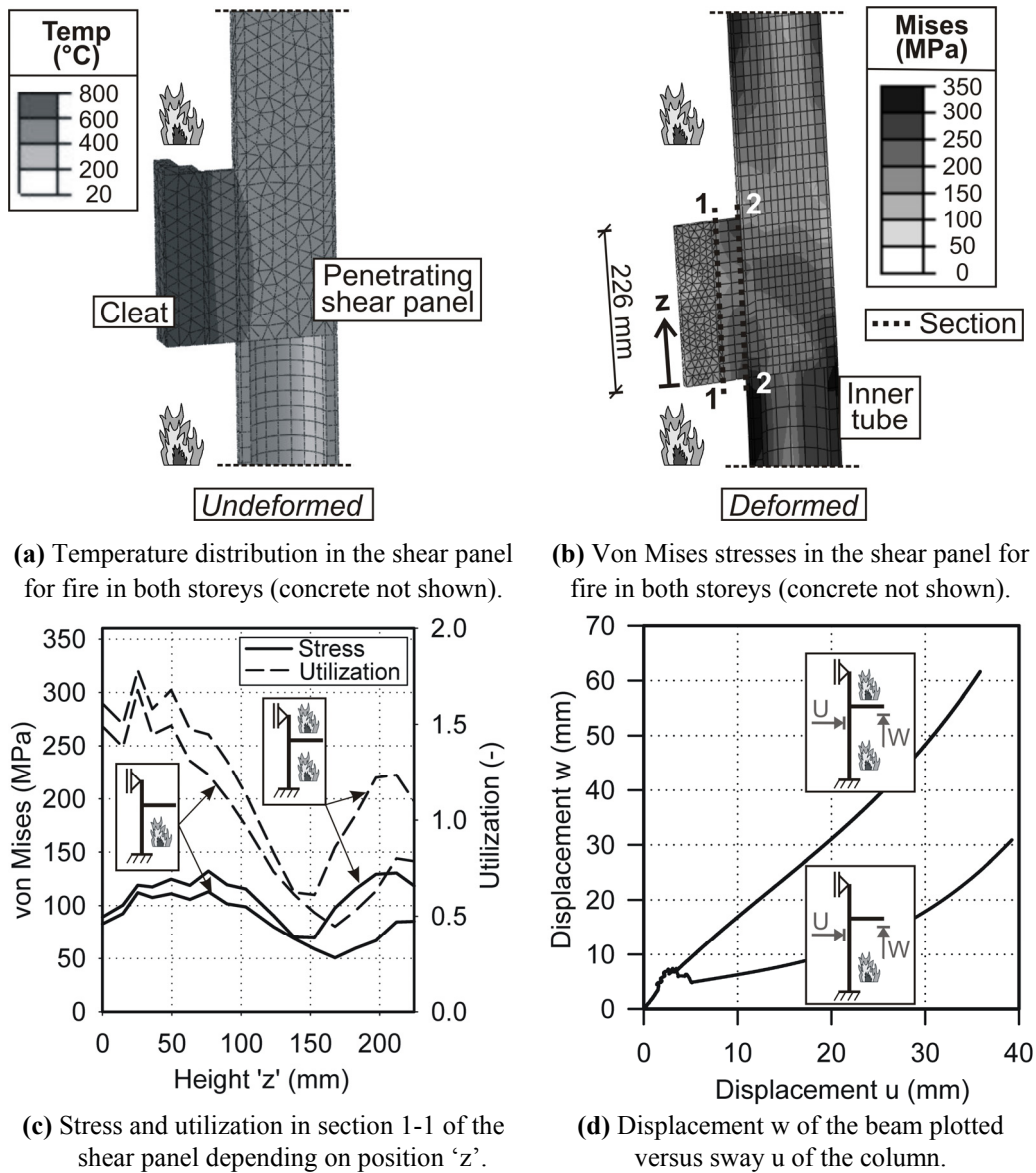 Temp
(°C)
800
600
400
200
20
Cleat
Penetrating
shear panel
Undeformed
Mises
(MPa)
350
300
250
200
150
100
50
0
1
2
226 mm
z
Section
1
2
Inner
tube
Deformed
(a) Temperature distribution in the shear panel
for fire in both storeys (concrete not shown).
(b) Von Mises stresses in the shear panel for
fire in both storeys (concrete not shown).
350
300
250
200
150
100
50
0
von Mises (MPa)
2.0
1.5
1.0
0.5
0.0
Utilization (-)
Stress
Utilization
0 50 100 150 200
Height 'z' (mm)
70
60
50
40
30
20
10
0
Displacement w (mm)
U
W
U
W
0 10 20 30 40
Displacement u (mm)
(c) Stress and utilization in section 1-1 of the
shear panel depending on position ‘z’.
(d) Displacement w of the beam plotted
versus sway u of the column.